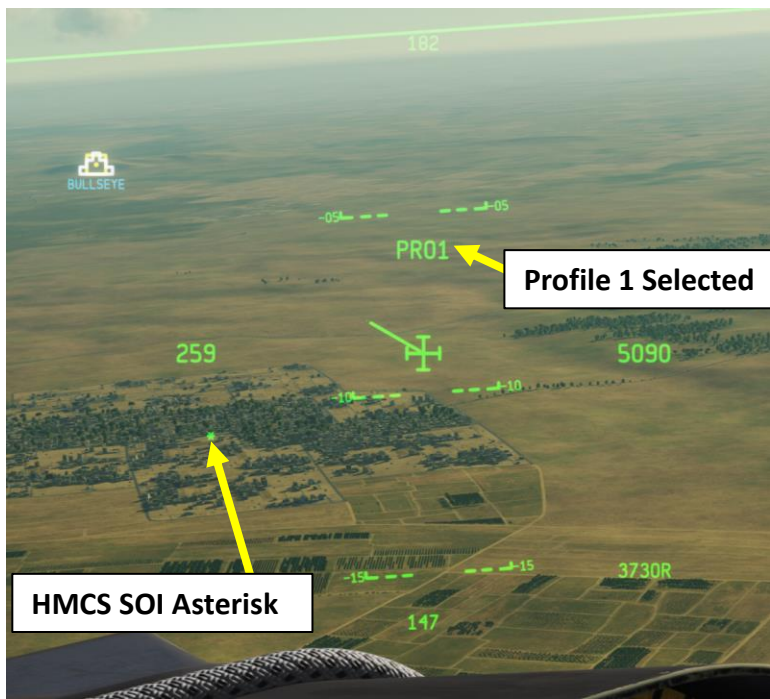 182
BULLSEYE
-05 -05
PR01
Profile 1 Selected
259
5090
-10 -10
*
-15 -15
3730R
HMCS SOI Asterisk
147